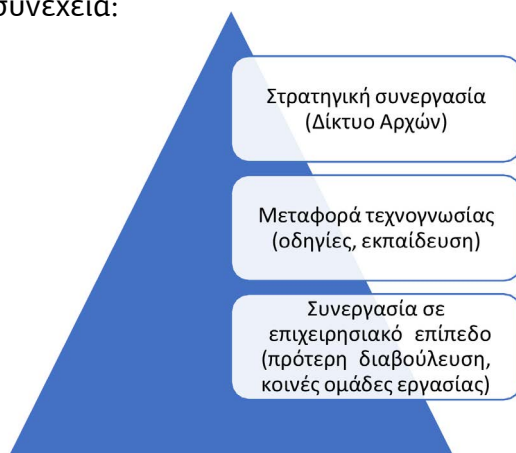 συνέχεια:
Στρατηγική συνεργασία
(Δίκτυο Αρχών)
Μεταφορά τεχνογνωσίας
(οδηγίες, εκπαίδευση)
Συνεργασία σε
επιχειρησιακό επίπεδο
(πρότερη διαβούλευση,
κοινές ομάδες εργασίας)